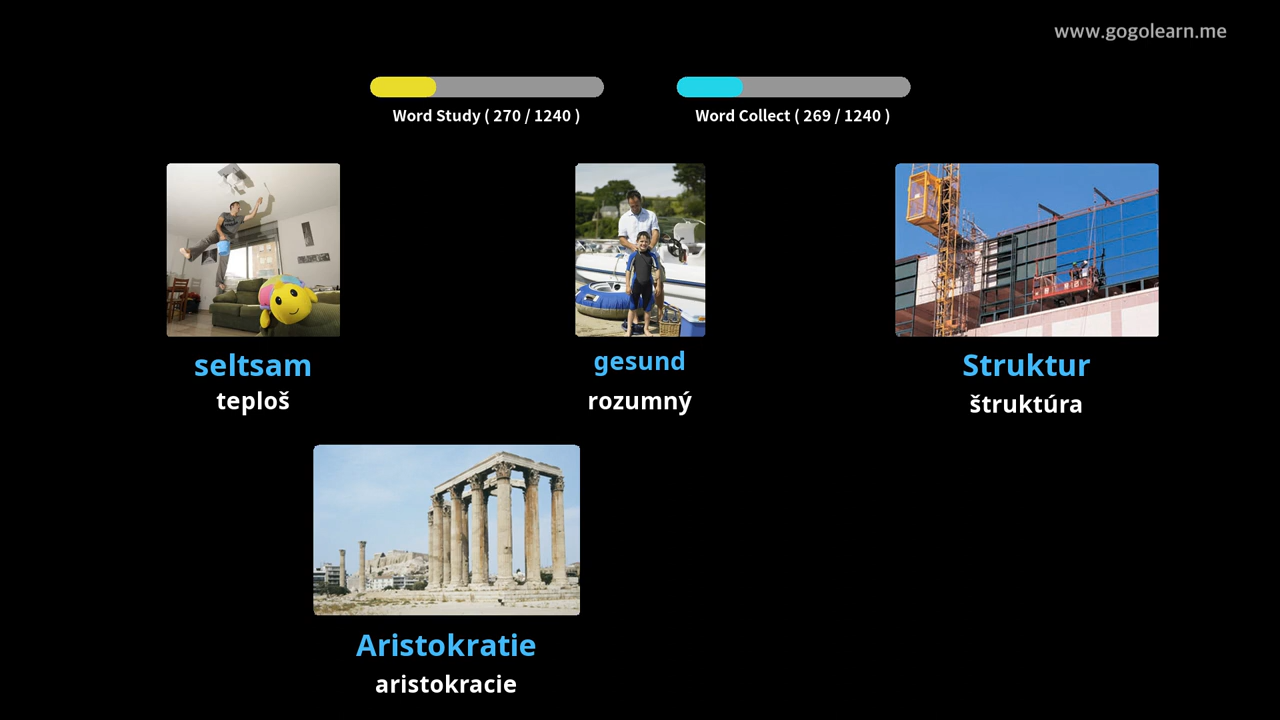 www.gogolearn.me
Word Study ( 270 / 1240 )
Word Collect ( 269 / 1240 )
seltsam
teploš
gesund
rozumný
Struktur
štruktúra
Aristokratie
aristokracie